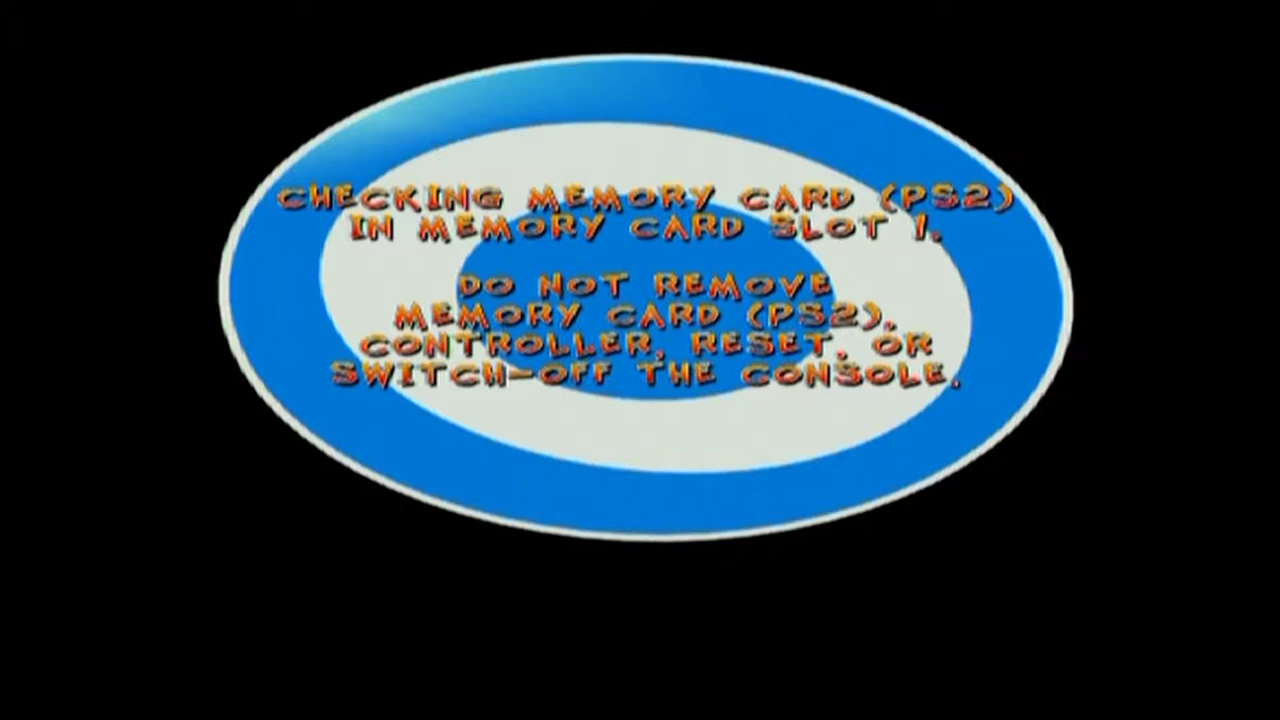 CHECKING MEMORY CARD (PS2)
IN MEMORY CARD SLOT 1.
DO NOT REMOVE
MEMORY CARD (PS2),
CONTROLLER, RESET, OR
SWITCH-OFF THE CONSOLE.